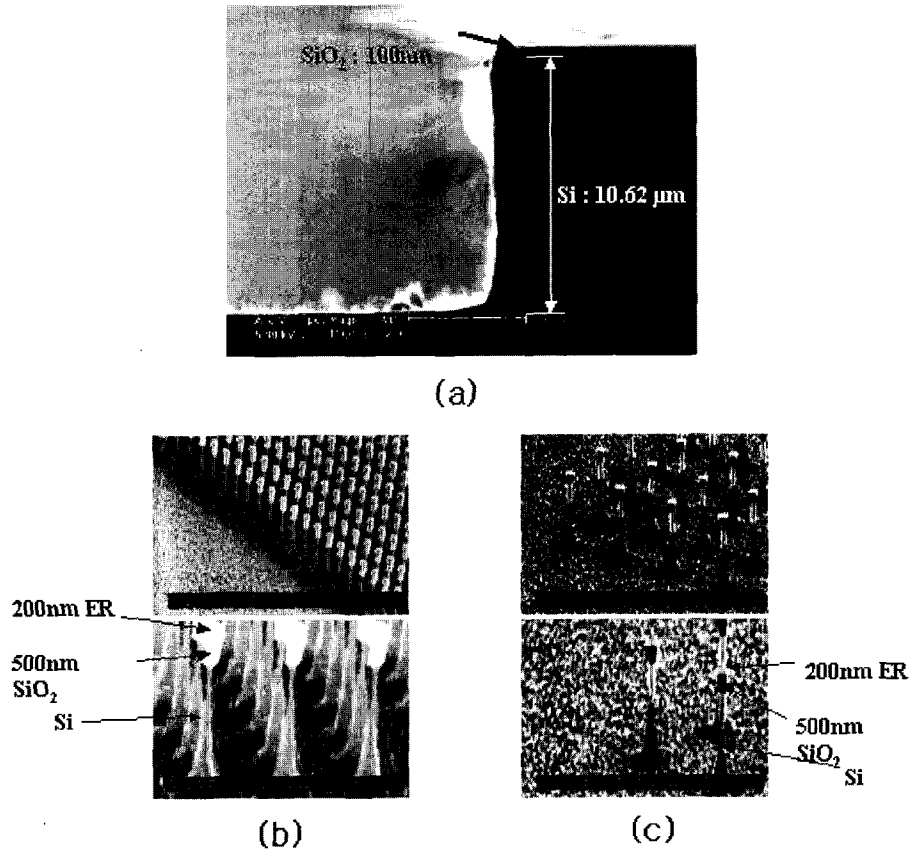 SiO₂ : 100nm
Si : 10.62 μm
(a)
200nm ER
500nm
SiO₂
Si
200nm ER
500nm
SiO₂
Si
(b)
(c)